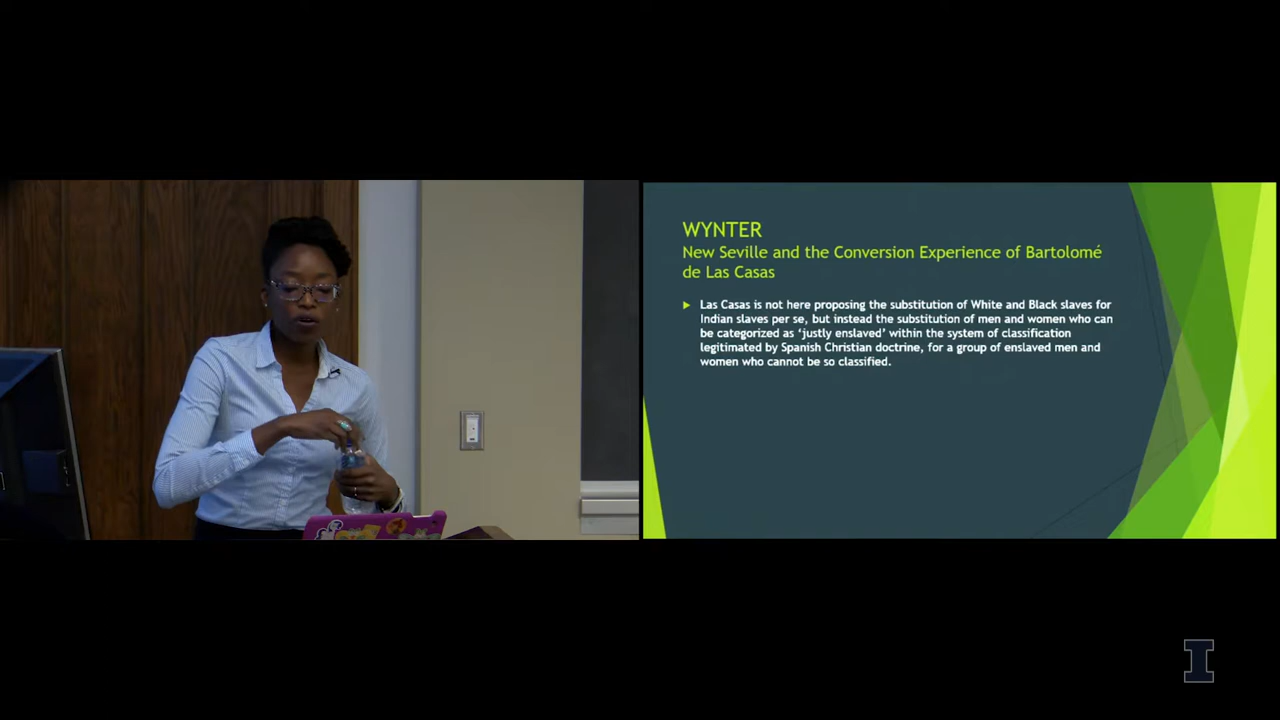 WYNTER
New Seville and the Conversion Experience of Bartolomé
de Las Casas
Las Casas is not here proposing the substitution of White and Black slaves for
Indian slaves per se, but instead the substitution of men and women who can
be categorized as ‘justly enslaved’ within the system of classification
legitimated by Spanish Christian doctrine, for a group of enslaved men and
women who cannot be so classified.
I